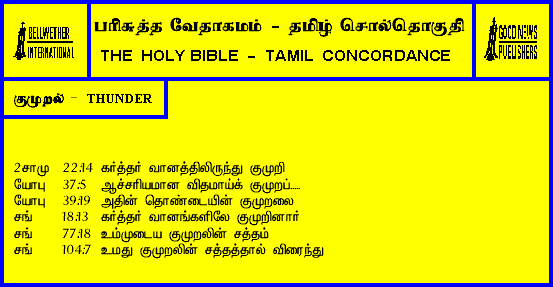 BELLWETHER
INTERNATIONAL
பரிசுத்த வேதாகமம் - தமிழ் சொல்தொகுதி
THE HOLY BIBLE - TAMIL CONCORDANCE
GOOD NEWS
PUBLISHERS
குமுறல் - THUNDER
2சாமு 22:14 கர்த்தர் வானத்திலிருந்து குமுறி
யோபு 37:5 ஆச்சரியமான விதமாய்க் குமுறப்.....
யோபு 39:19 அதின் தொண்டையின் குமுறலை
சங் 18:13 கர்த்தர் வானங்களிலே குமுறினார்
சங் 77:18 உம்முடைய குமுறலின் சத்தம்
சங் 104:7 உமது குமுறலின் சத்தத்தால் விரைந்து